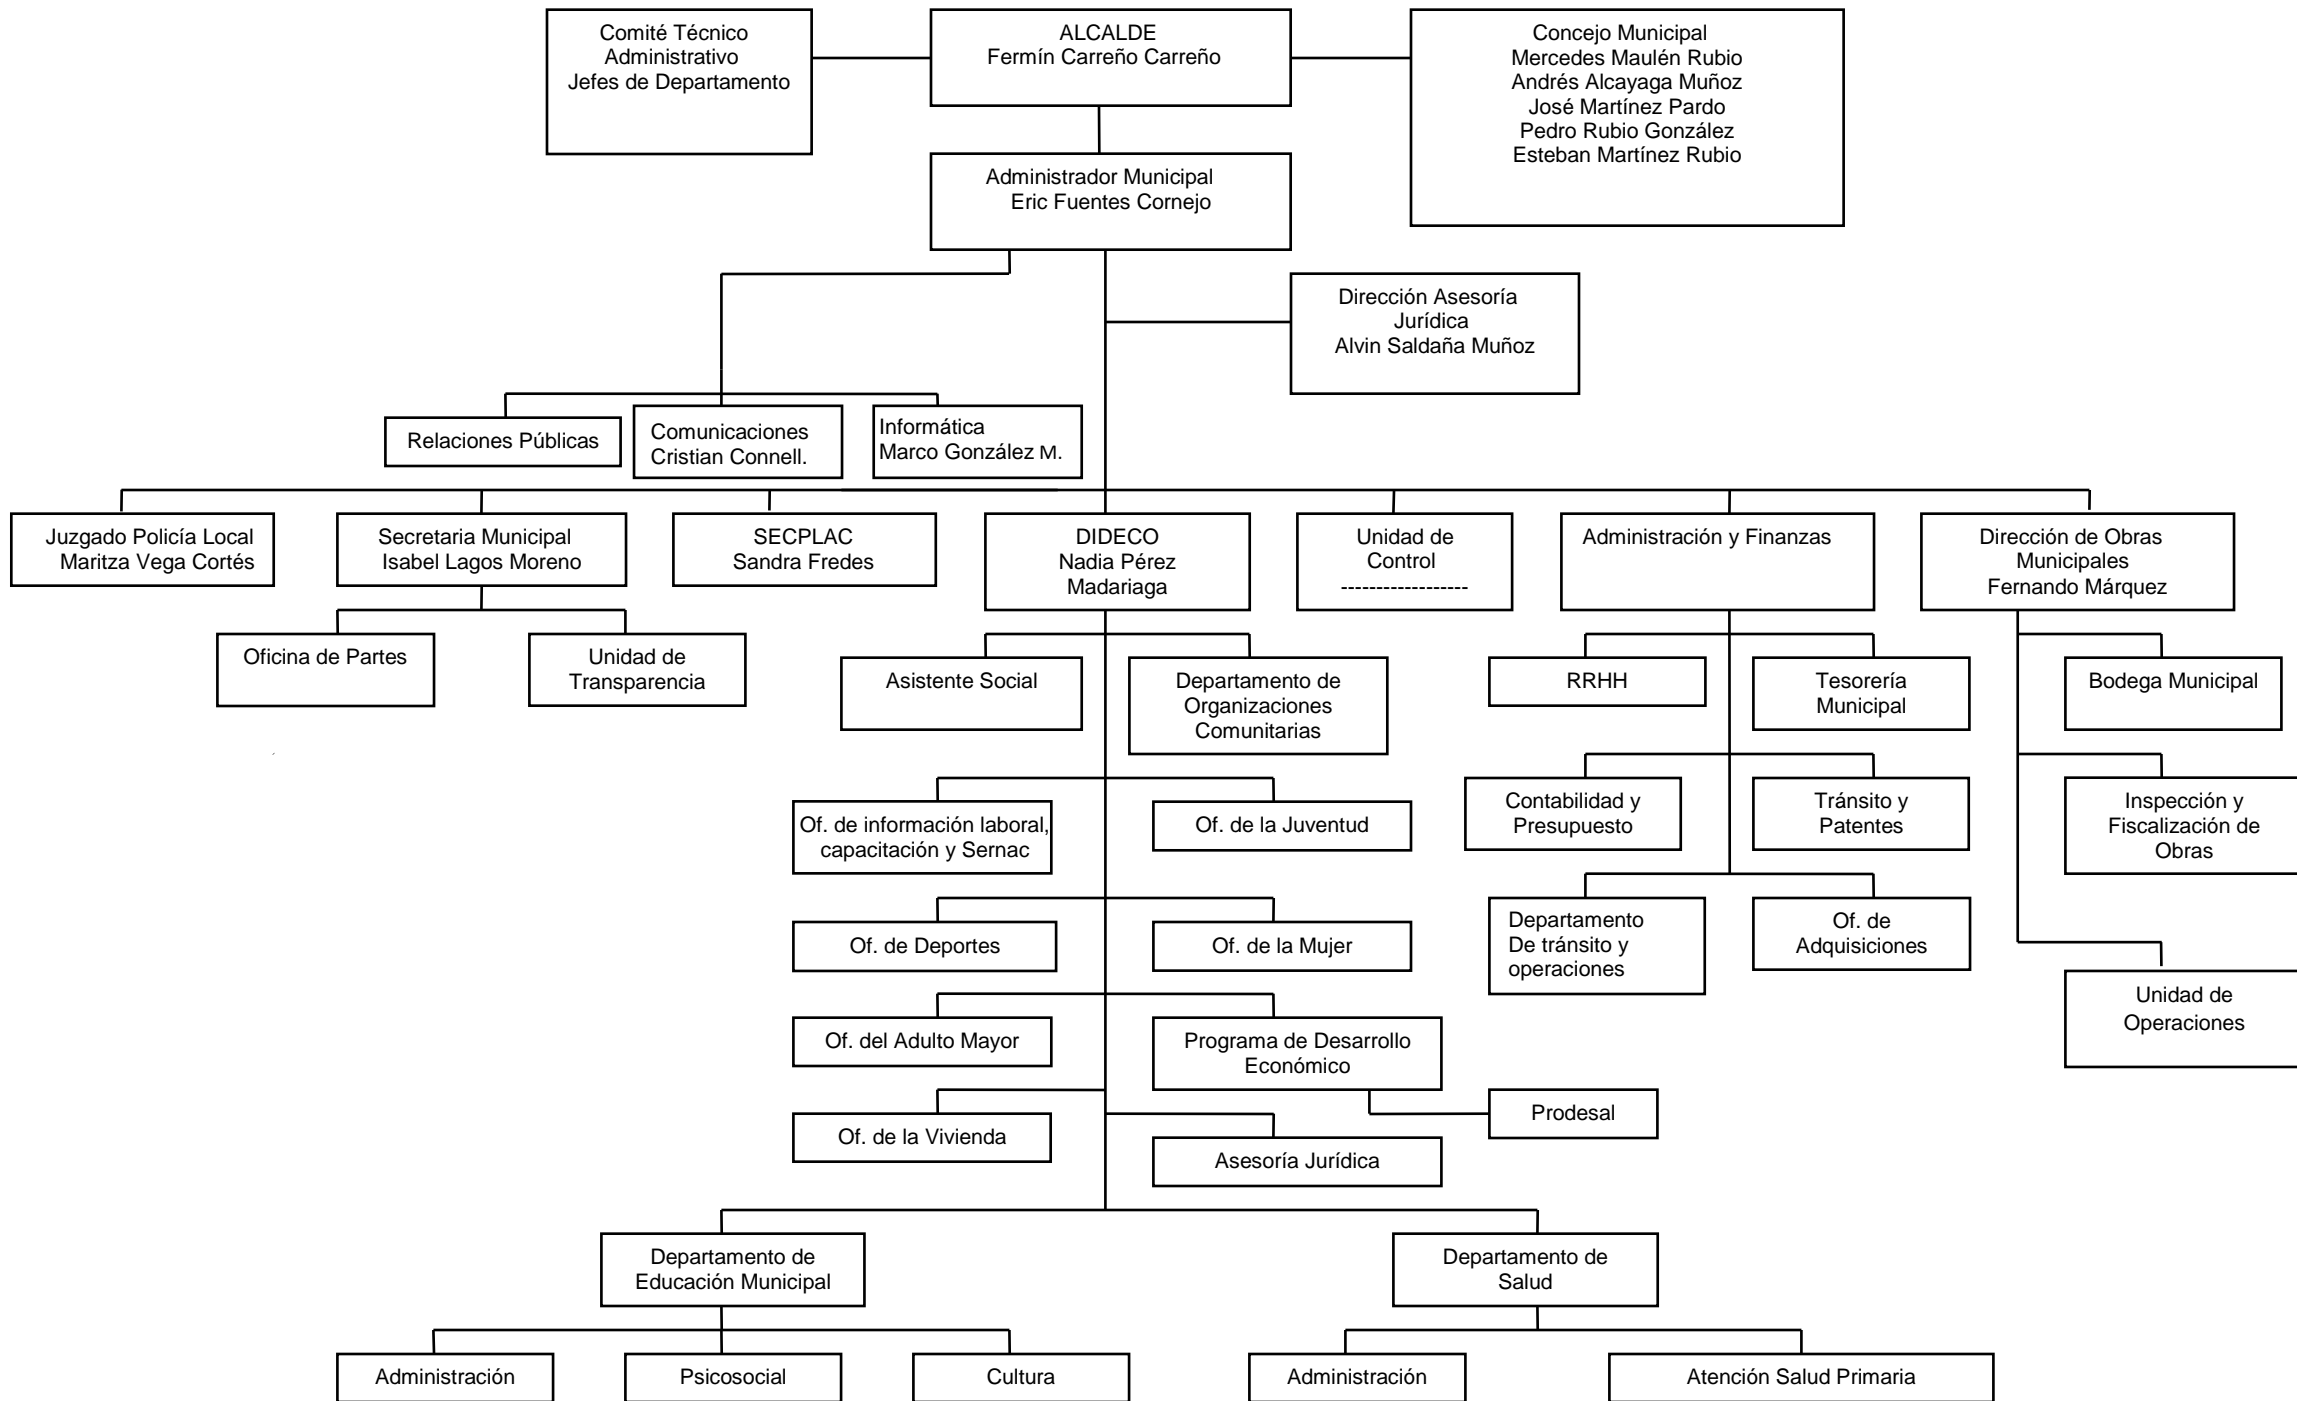 Comité Técnico
Administrativo
Jefes de Departamento
ALCALDE
Fermín Carreño Carreño
Concejo Municipal
Mercedes Maulén Rubio
Andrés Alcayaga Muñoz
José Martínez Pardo
Pedro Rubio González
Esteban Martínez Rubio
Administrador Municipal
Eric Fuentes Cornejo
Dirección Asesoría
Jurídica
Alvin Saldaña Muñoz
Relaciones Públicas
Comunicaciones
Cristian Connell.
Informática
Marco González M.
Juzgado Policía Local
Maritza Vega Cortés
Secretaria Municipal
Isabel Lagos Moreno
SECPLAC
Sandra Fredes
DIDECO
Nadia Pérez
Madariaga
Unidad de
Control
------------------
Administración y Finanzas
Dirección de Obras
Municipales
Fernando Márquez
Oficina de Partes
Unidad de
Transparencia
Asistente Social
Departamento de
Organizaciones
Comunitarias
RRHH
Tesorería
Municipal
Bodega Municipal
Of. de información laboral,
capacitación y Sernac
Of. de la Juventud
Contabilidad y
Presupuesto
Tránsito y
Patentes
Inspección y
Fiscalización de
Obras
Of. de Deportes
Of. de la Mujer
Departamento
De tránsito y
operaciones
Of. de
Adquisiciones
Unidad de
Operaciones
Of. del Adulto Mayor
Programa de Desarrollo
Económico
Prodesal
Of. de la Vivienda
Asesoría Jurídica
Departamento de
Educación Municipal
Departamento de
Salud
Administración
Psicosocial
Cultura
Administración
Atención Salud Primaria